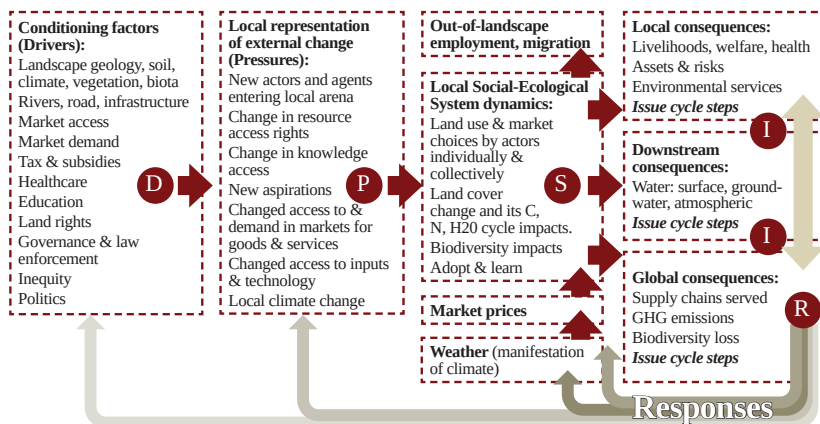 Conditioning factors
(Drivers):
Landscape geology, soil,
climate, vegetation, biota
Rivers, road, infrastructure
Market access
Market demand
Tax & subsidies
Healthcare
Education
Land rights
Governance & law
enforcement
Inequity
Politics
D
Local representation
of external change
(Pressures):
New actors and agents
entering local arena
Change in resource
access rights
Change in knowledge
access
New aspirations
Changed access to &
demand in markets for
goods & services
Changed access to inputs
& technology
Local climate change
P
Out-of-landscape
employment, migration
Local Social-Ecological
System dynamics:
Land use & market
choices by actors
individually &
collectively
Land cover
change and its C,
N, H20 cycle impacts.
Biodiversity impacts
Adopt & learn
S
Market prices
Weather (manifestation
of climate)
Local consequences:
Livelihoods, welfare, health
Assets & risks
Environmental services
Issue cycle steps
I
Downstream
consequences:
Water: surface, ground-
water, atmospheric
Issue cycle steps
I
Global consequences:
Supply chains served
GHG emissions
Biodiversity loss
Issue cycle steps
R
Responses